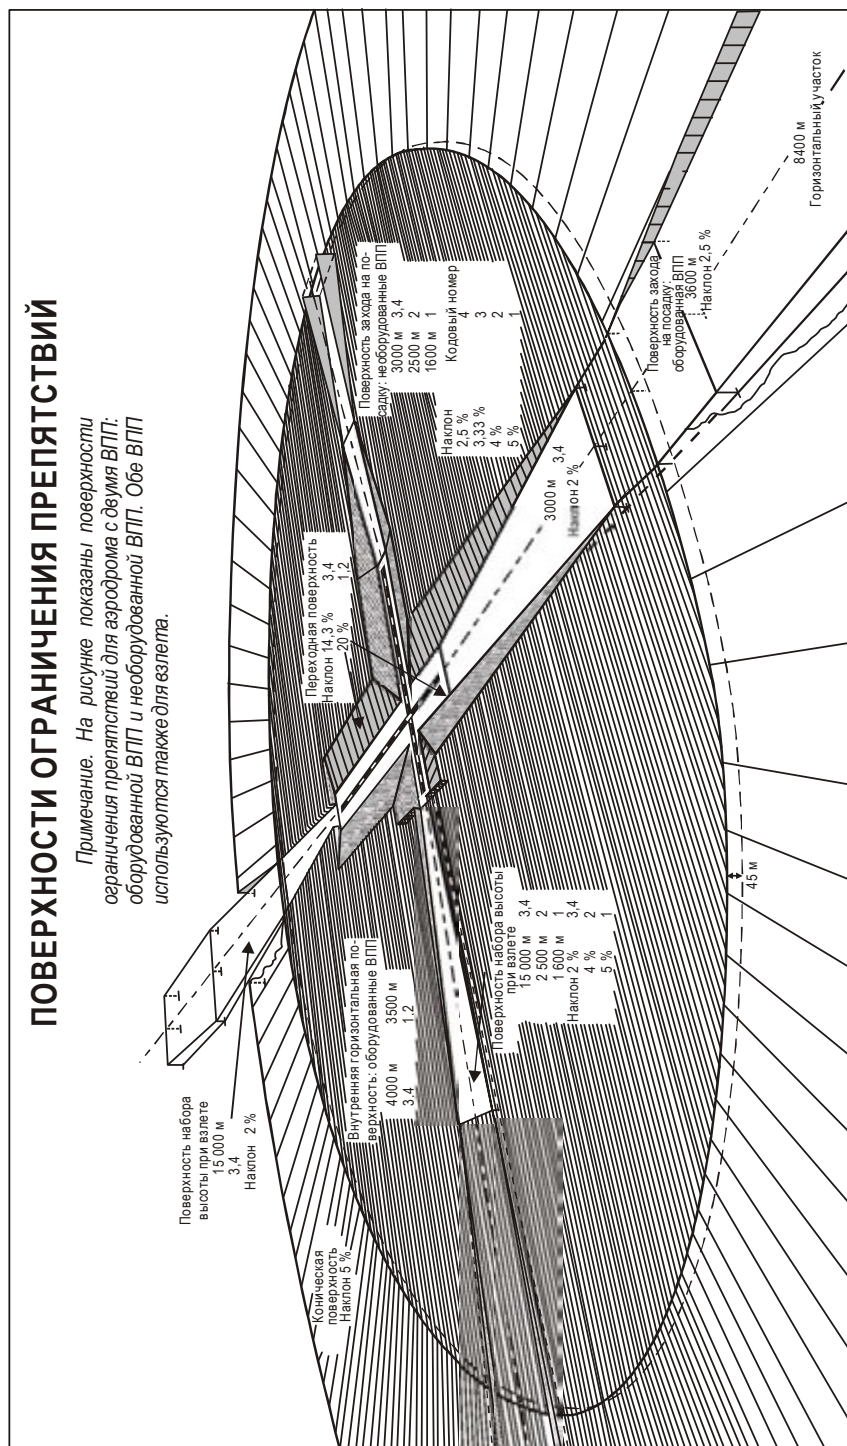 ПОВЕРХНОСТИ ОГРАНИЧЕНИЯ ПРЕПЯТСТВИЙ
Примечание. На рисунке показаны поверхности
ограничения препятствий для аэродрома с двумя ВПП:
оборудованной ВПП и необорудованной ВПП. Обе ВПП
используются также для взлета.
Поверхность набора
высоты при взлете
15 000 м
3,4
Наклон 2 %
Коническая
поверхность
Наклон 5 %
Внутренняя горизонтальная по-
верхность: оборудованные ВПП
4000 м 3500 м
3.4 1.2
Переходная поверхность
Наклон 14,3 % 3,4
20 % 1,2
Поверхность захода на по-
садку: необорудованные ВПП
3000 м 3,4
2500 м 2
1600 м 1
Наклон Кодовый номер
2,5 % 4
3,33 % 3
4 % 2
5 % 1
Поверхность набора высоты
при взлете
15 000 м 3,4
2 500 м 2
1 600 м 1
Наклон 2 % 3,4
4 % 2
5 % 1
3000 м 3,4
Наклон 2 %
Поверхность захода
на посадку:
оборудованная ВПП
3600 м
Наклон 2,5 %
8400 м
Горизонтальный участок
45 м